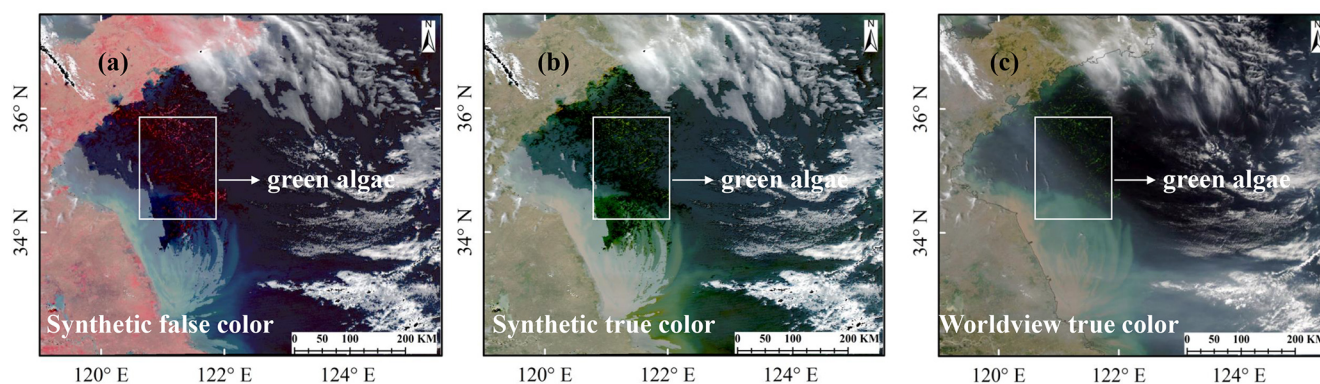 (a)
N
36° N
34° N
green algae
Synthetic false color
0 50 100 200 KM
120° E 122° E 124° E
(b)
N
36° N
34° N
green algae
Synthetic true color
0 50 100 200 KM
120° E 122° E 124° E
(c)
N
36° N
34° N
green algae
Worldview true color
0 50 100 200 KM
120° E 122° E 124° E